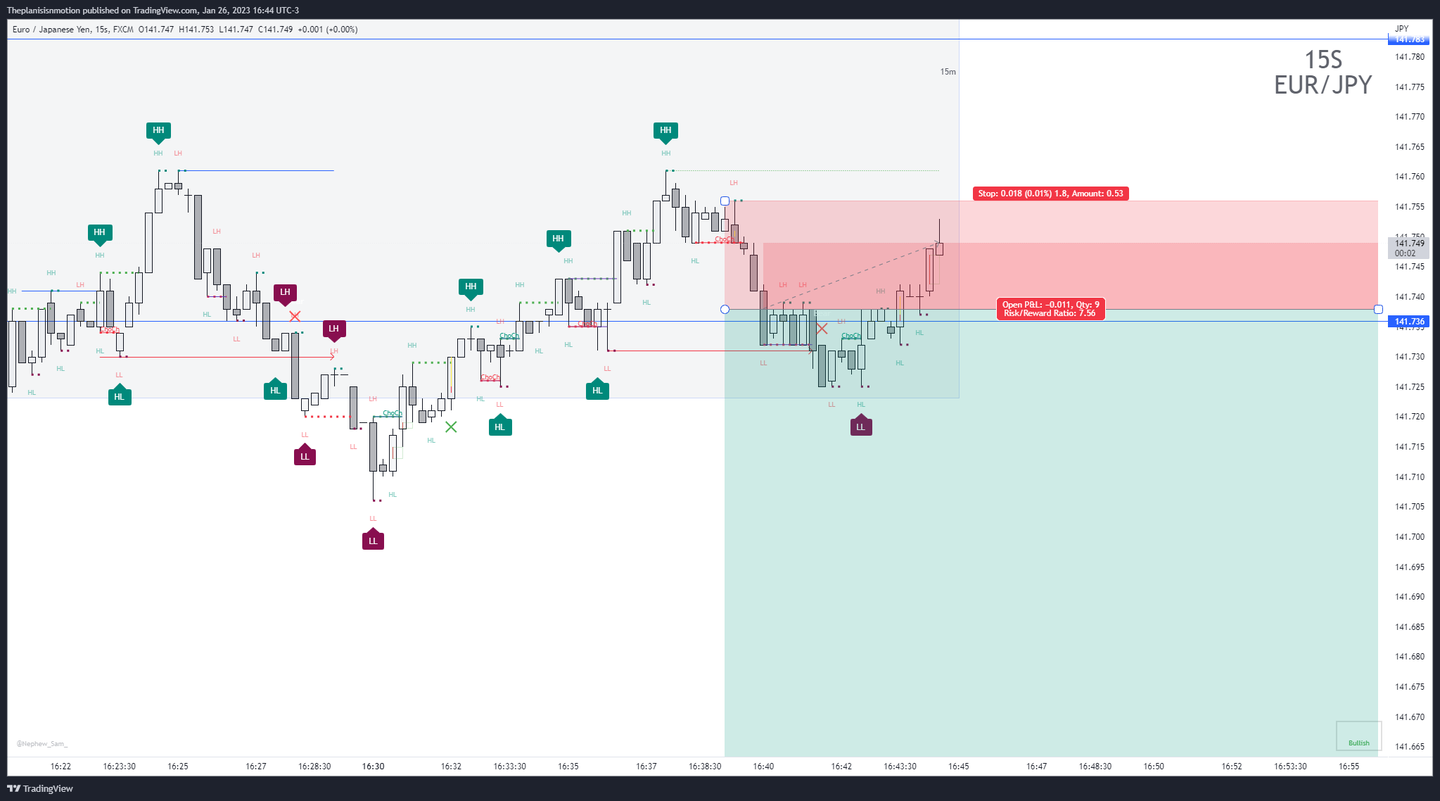 Theplanisinmotion published on TradingView.com, Jan 26, 2023 16:44 UTC-3
Euro / Japanese Yen, 15s, FXCM O141.747 H141.753 L141.747 C141.749 +0.001 (+0.00%)
JPY
141.783
141.780
15S
EUR/JPY
15m
141.775
141.770
HH
HH
141.765
HH
LH
HH
141.760
LH
Stop: 0.018 (0.01%) 1.8, Amount: 0.53
141.755
HH
HH
LH
HH
ChoCh
141.750
141.749
00:02
HH
LH
HH
HL
141.745
HH
LH
HH
LH
HH
HH
LH
LH
HH
141.740
HL
HL
Open P&L: −0.011, Qty: 9
Risk/Reward Ratio: 7.56
141.736
LH
LH
LH
ChoCh
ChoCh
ChoCh
ChoCh
HL
LL
HH
LH
HL
HL
141.730
HL
LL
LL
LL
HL
ChoCh
141.725
HL
HL
HL
HL
HL
LH
LL
LL
HL
141.720
ChoCh
HL
LL
LL
LL
HL
141.715
LL
141.710
HL
141.705
LL
141.700
LL
141.695
141.690
141.685
141.680
141.675
141.670
141.665
@Nephew_Sam_
Bullish
16:22 16:23:30 16:25 16:27 16:28:30 16:30 16:32 16:33:30 16:35 16:37 16:38:30 16:40 16:42 16:43:30 16:45 16:47 16:48:30 16:50 16:52 16:53:30 16:55
TradingView